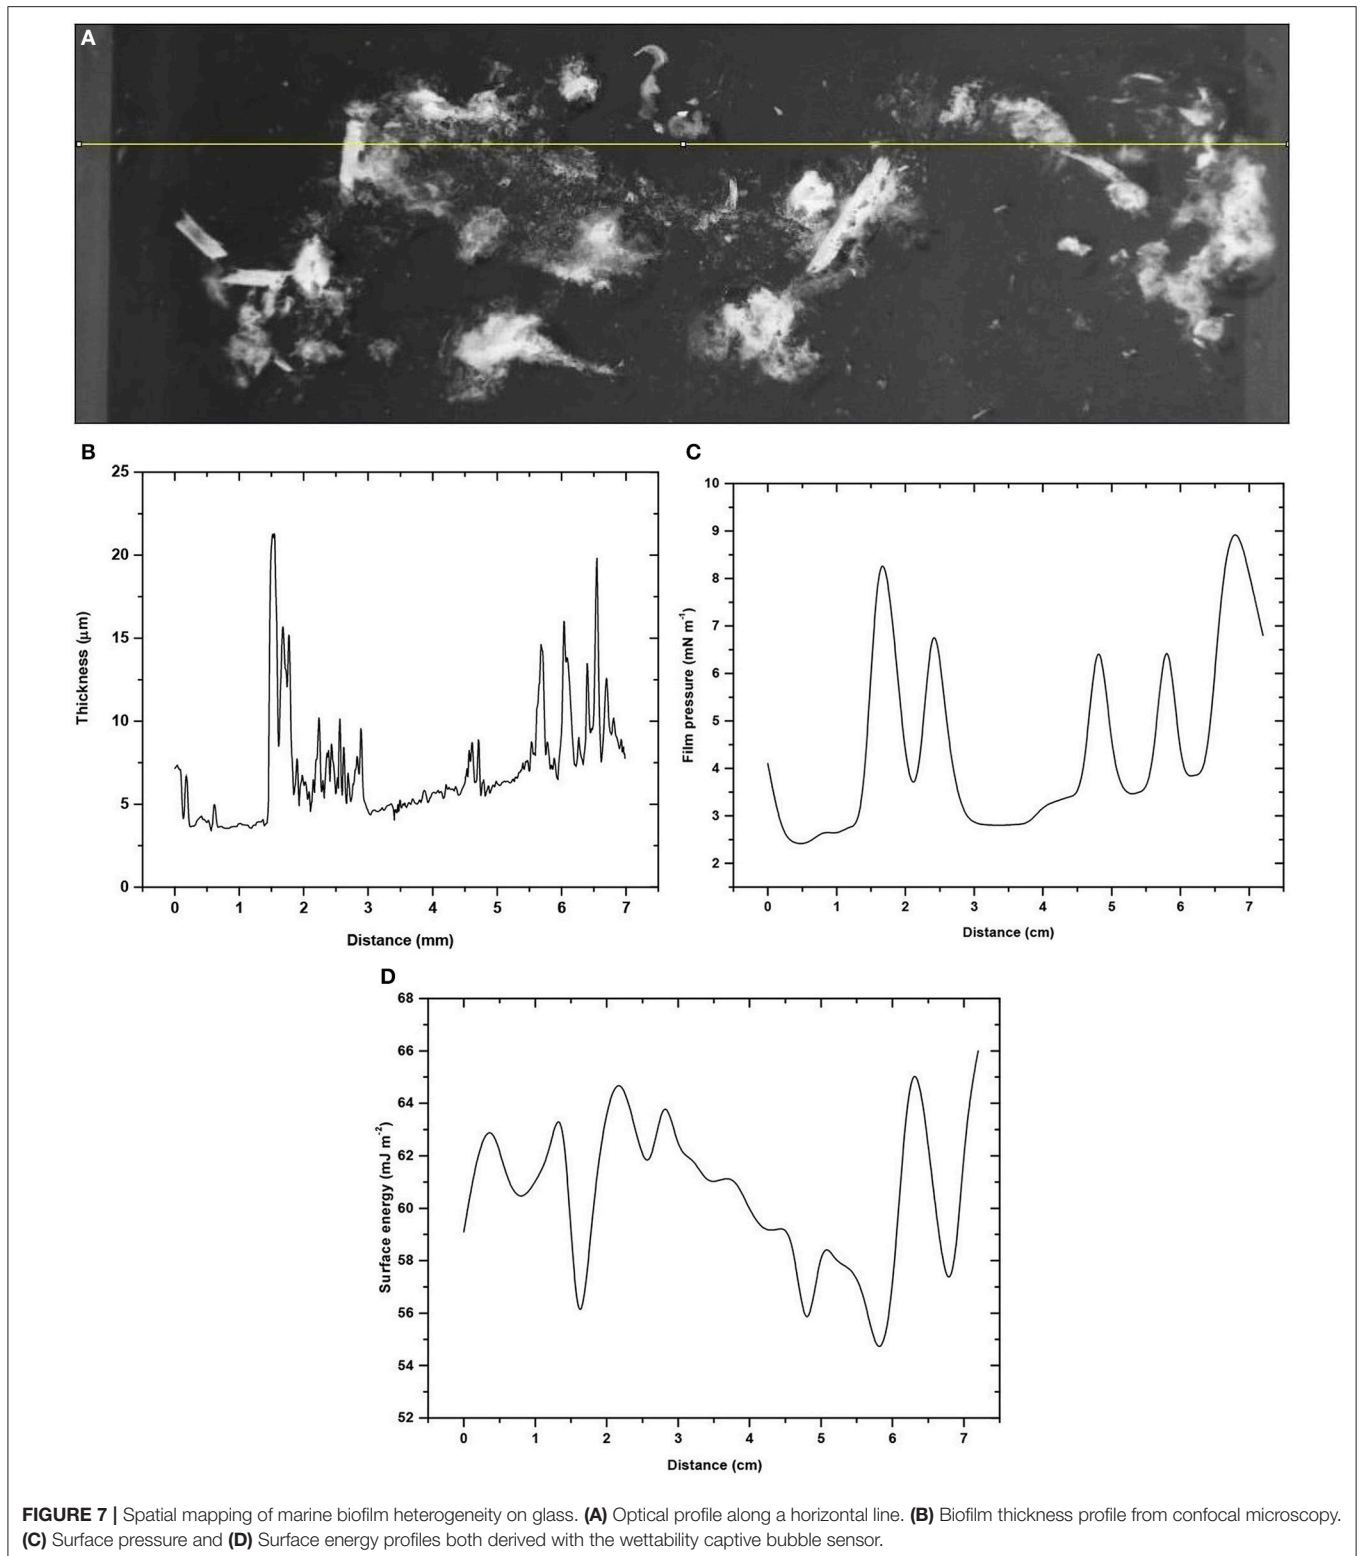 A
B
25
20
15
10
5
0
Thickness (μm)
0 1 2 3 4 5 6 7
Distance (mm)
C
10
9
8
7
6
5
4
3
2
Film pressure (mN m⁻¹)
0 1 2 3 4 5 6 7
Distance (cm)
D
68
66
64
62
60
58
56
54
52
Surface energy (mJ m⁻²)
0 1 2 3 4 5 6 7
Distance (cm)
FIGURE 7 | Spatial mapping of marine biofilm heterogeneity on glass. (A) Optical profile along a horizontal line. (B) Biofilm thickness profile from confocal microscopy.
(C) Surface pressure and (D) Surface energy profiles both derived with the wettability captive bubble sensor.